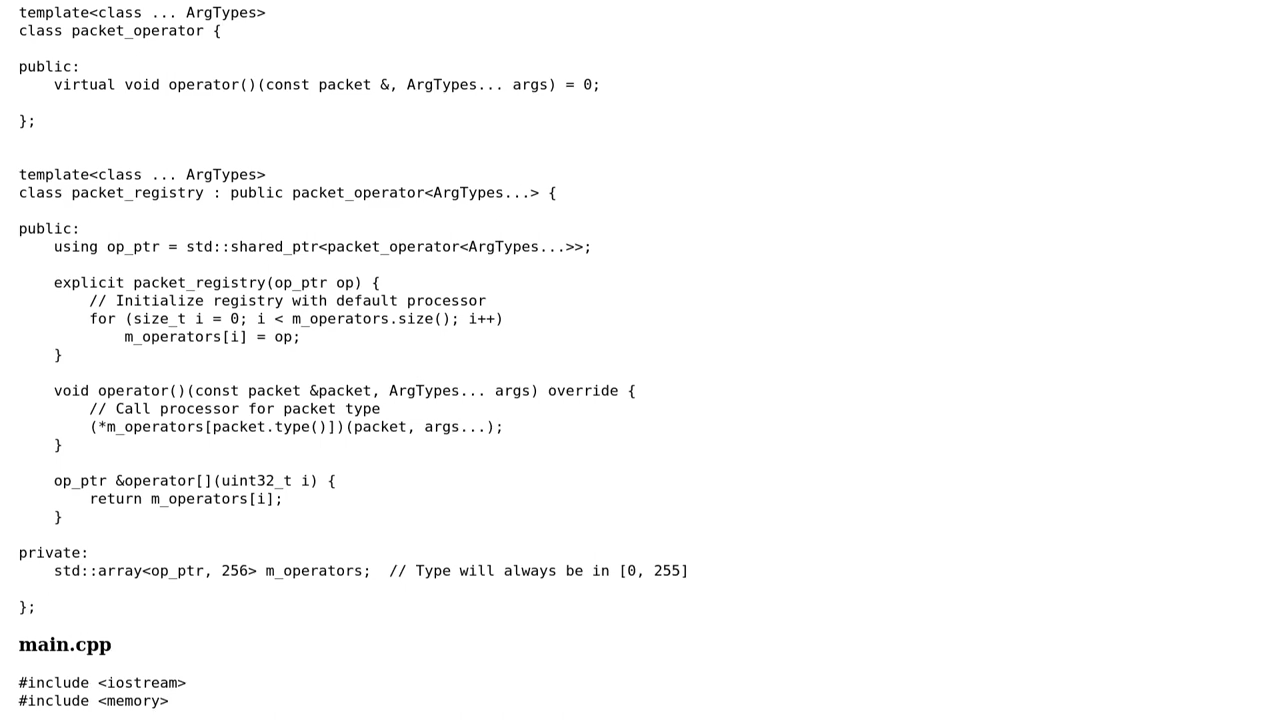 template<class ... ArgTypes>
class packet_operator {
public:
    virtual void operator()(const packet &, ArgTypes... args) = 0;
};
template<class ... ArgTypes>
class packet_registry : public packet_operator<ArgTypes...> {
public:
    using op_ptr = std::shared_ptr<packet_operator<ArgTypes...>>;
    explicit packet_registry(op_ptr op) {
        // Initialize registry with default processor
        for (size_t i = 0; i < m_operators.size(); i++)
            m_operators[i] = op;
    }
    void operator()(const packet &packet, ArgTypes... args) override {
        // Call processor for packet type
        (*m_operators[packet.type()])(packet, args...);
    }
    op_ptr &operator[](uint32_t i) {
        return m_operators[i];
    }
private:
    std::array<op_ptr, 256> m_operators;  // Type will always be in [0, 255]
};
main.cpp
#include <iostream>
#include <memory>